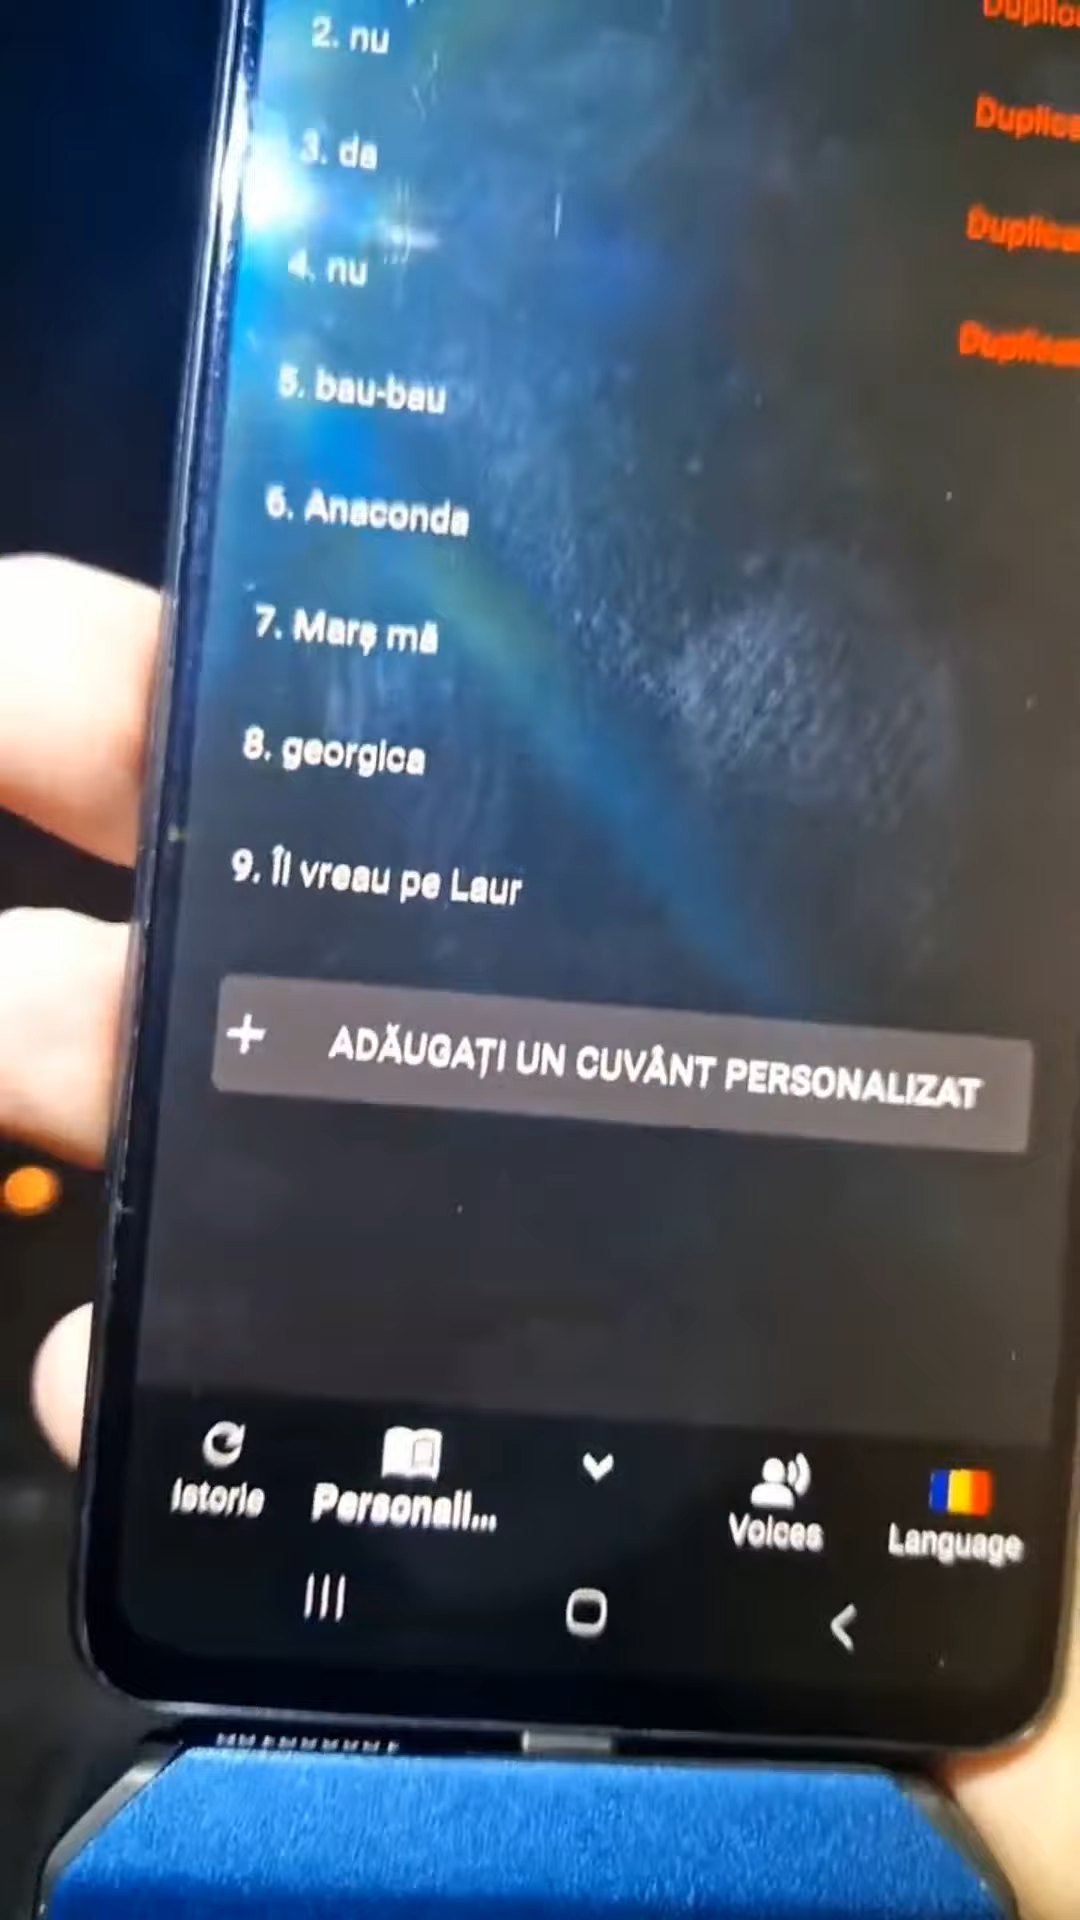 2. nu
3. da
4. nu
5. bau-bau
6. Anaconda
7. Marș mă
8. georgica
9. Îl vreau pe Laur
+ ADĂUGAȚI UN CUVÂNT PERSONALIZAT
Istorie
Personali...
Voices
Language